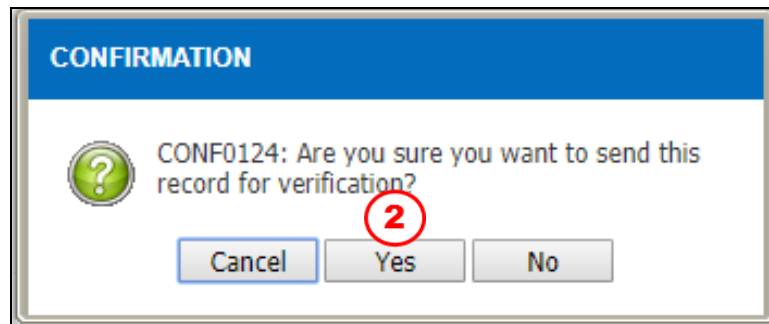 CONFIRMATION
CONF0124: Are you sure you want to send this
record for verification?
2
Cancel Yes No